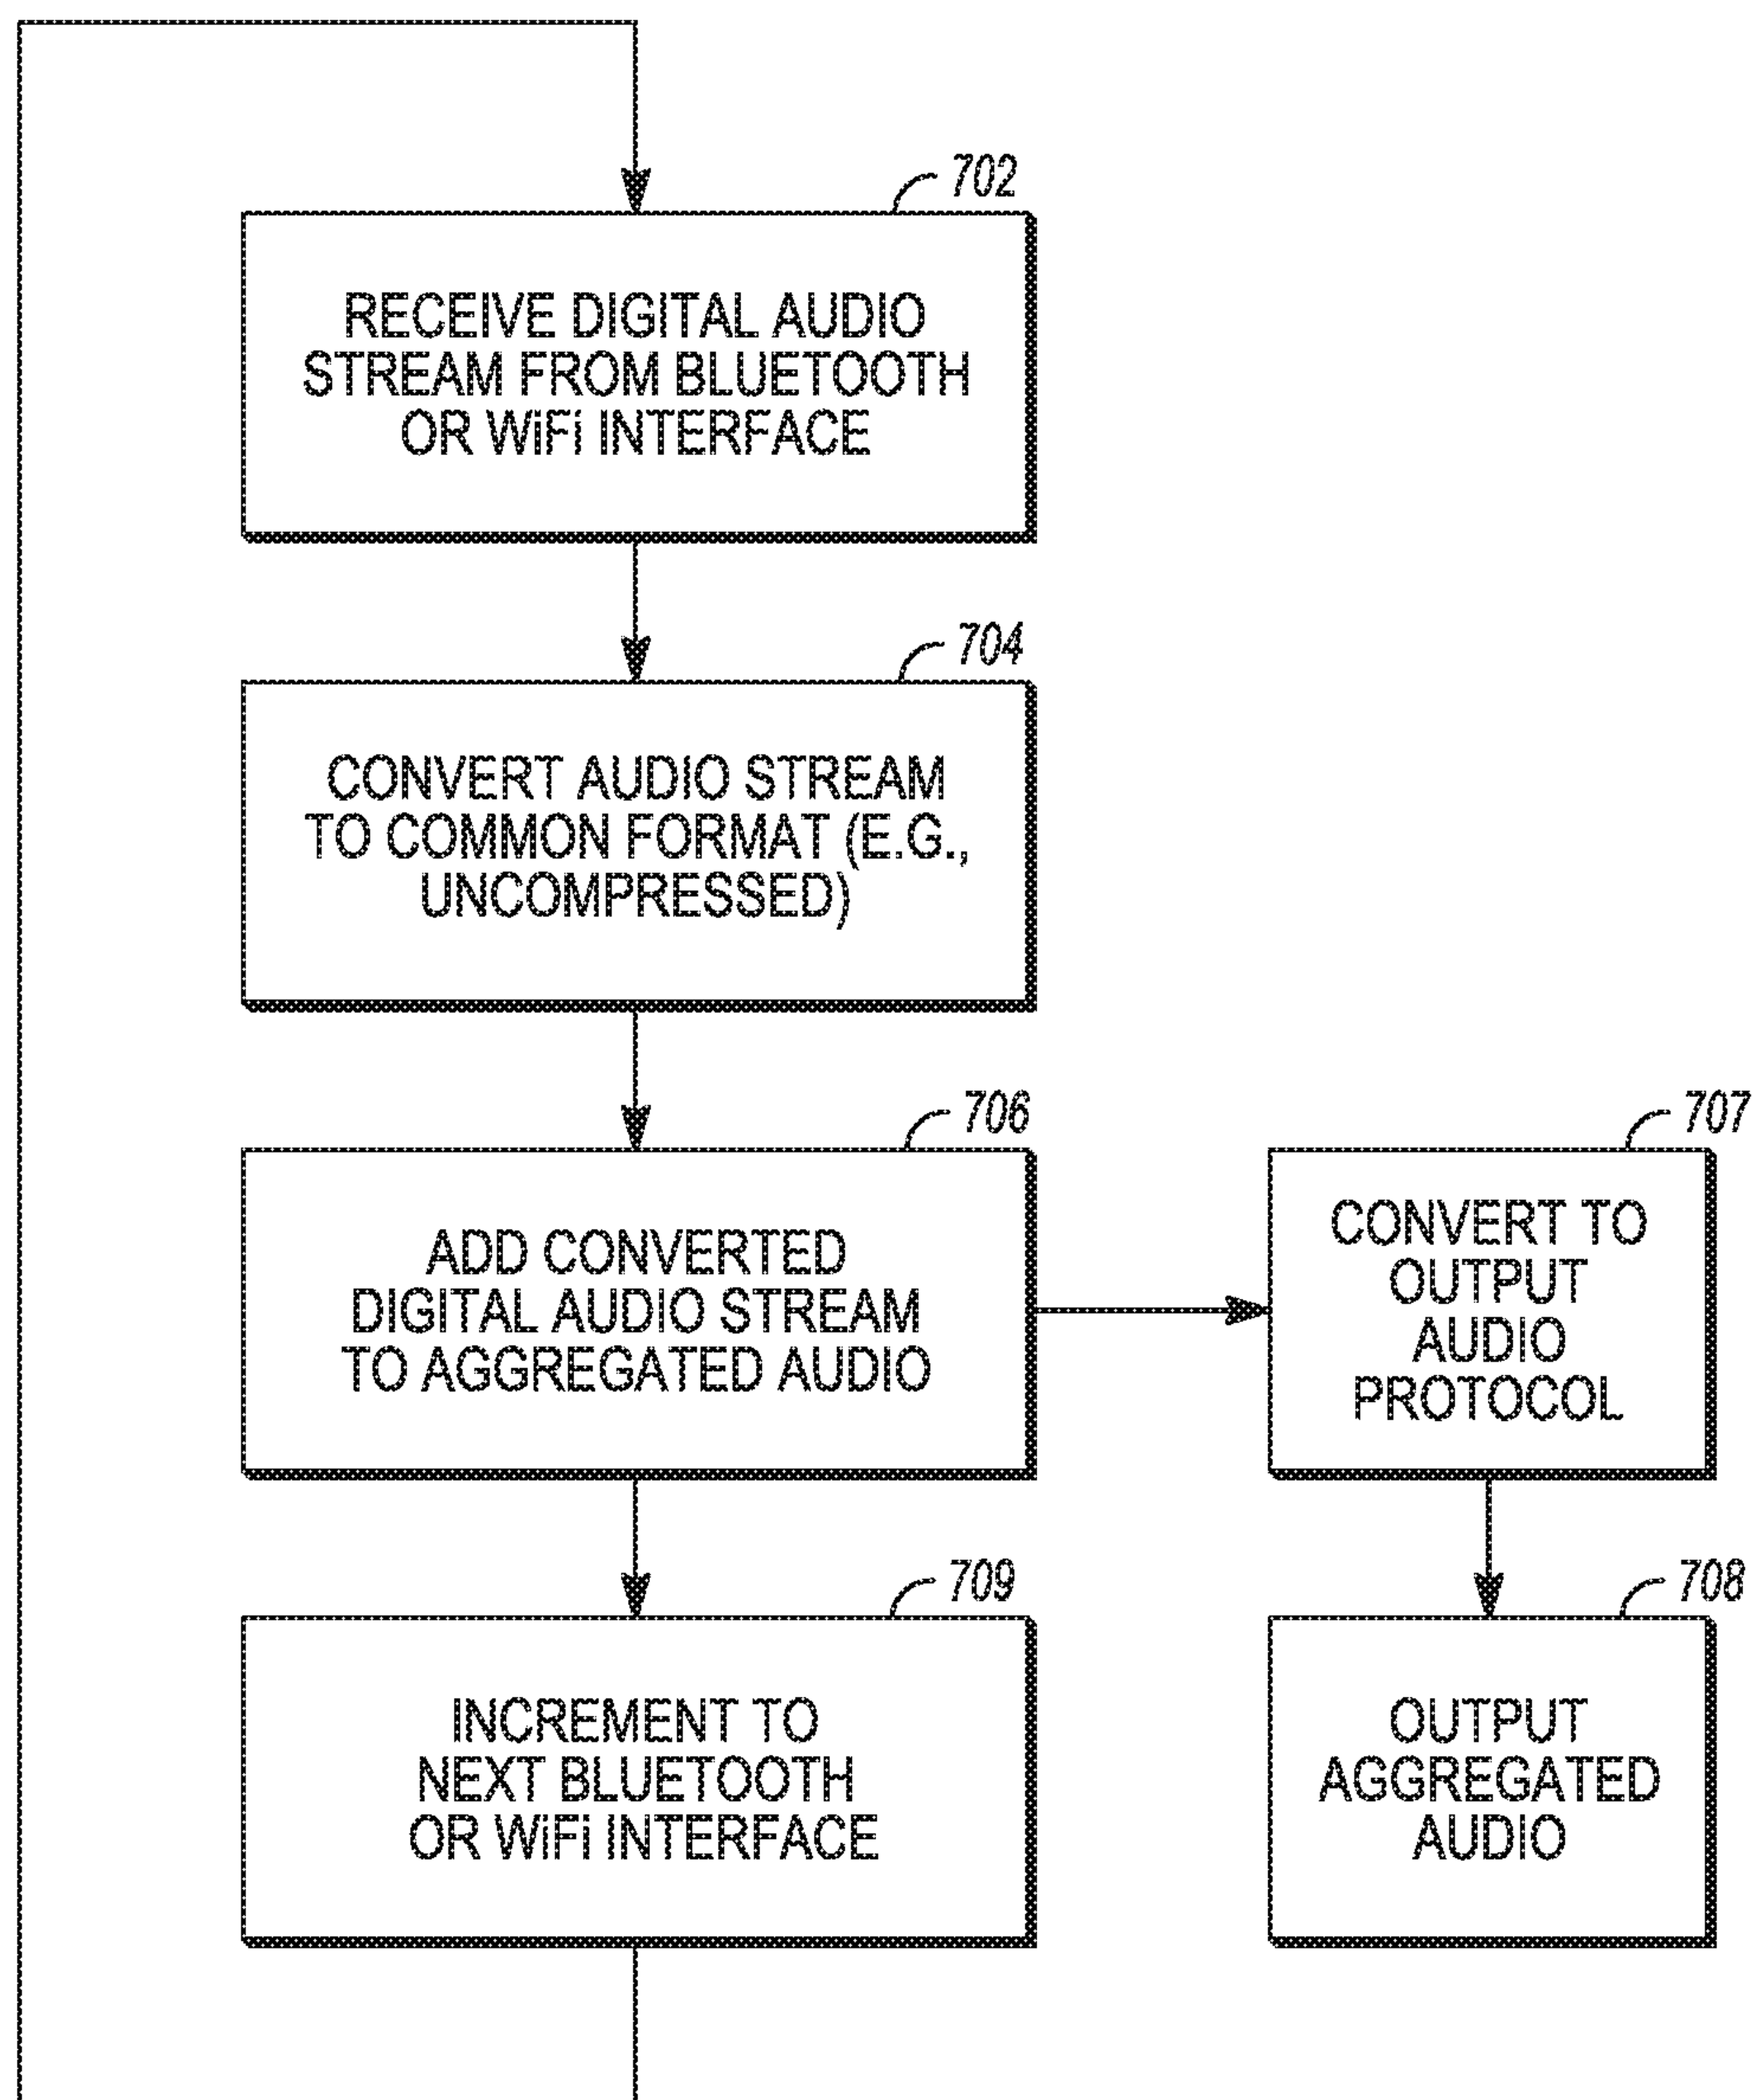 702
RECEIVE DIGITAL AUDIO
STREAM FROM BLUETOOTH
OR WiFi INTERFACE
704
CONVERT AUDIO STREAM
TO COMMON FORMAT (E.G.,
UNCOMPRESSED)
706
ADD CONVERTED
DIGITAL AUDIO STREAM
TO AGGREGATED AUDIO
707
CONVERT TO
OUTPUT
AUDIO
PROTOCOL
709
INCREMENT TO
NEXT BLUETOOTH
OR WiFi INTERFACE
708
OUTPUT
AGGREGATED
AUDIO